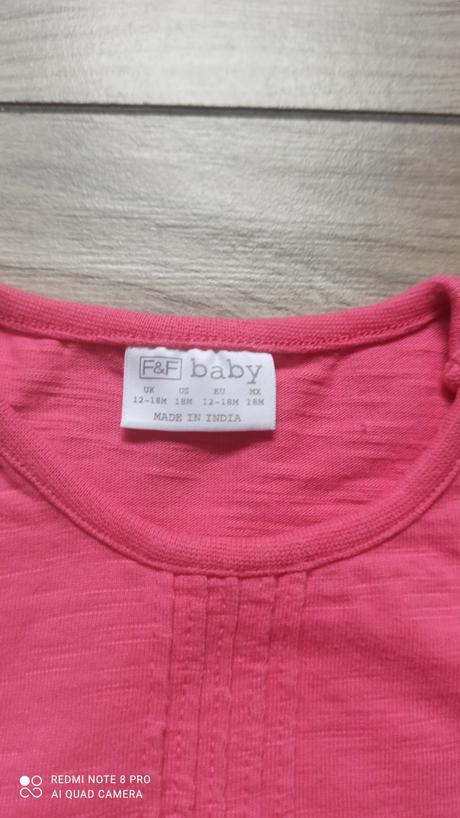 F&F baby
UK US EU MX
12-18M 18M 12-18M 18M
MADE IN INDIA
REDMI NOTE 8 PRO
AI QUAD CAMERA